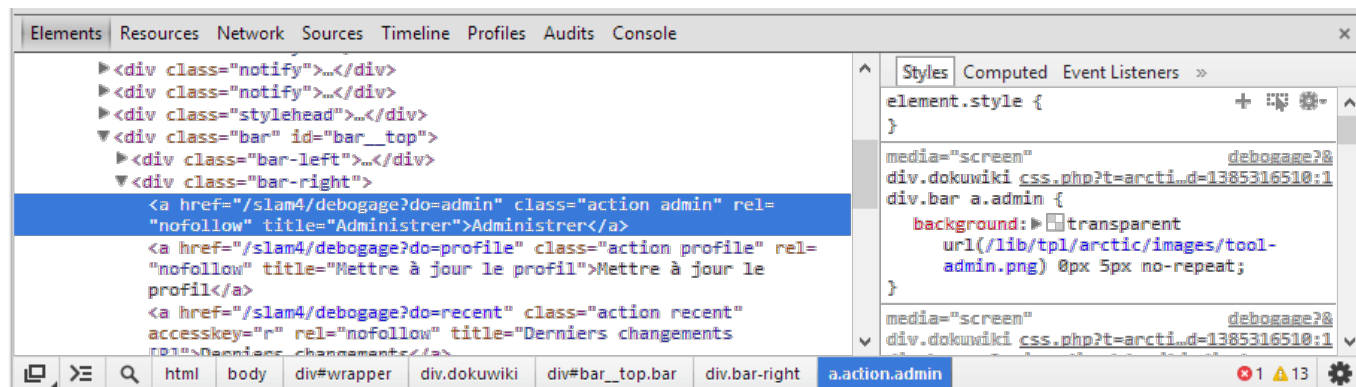 Elements Resources Network Sources Timeline Profiles Audits Console
<div class="notify">…</div>
<div class="notify">…</div>
<div class="stylehead">…</div>
<div class="bar" id="bar__top">
<div class="bar-left">…</div>
<div class="bar-right">
<a href="/slam4/debogage?do=admin" class="action admin" rel=
"nofollow" title="Administrer">Administrer</a>
<a href="/slam4/debogage?do=profile" class="action profile" rel=
"nofollow" title="Mettre à jour le profil">Mettre à jour le
profil</a>
<a href="/slam4/debogage?do=recent" class="action recent"
accesskey="r" rel="nofollow" title="Derniers changements
[R]">Derniers changements</a>
Styles Computed Event Listeners »
element.style {
}
media="screen" debogage?&
div.dokuwiki css.php?t=arcti…d=1385316510:1
div.bar a.admin {
background: transparent
url(/lib/tpl/arctic/images/tool-
admin.png) 0px 5px no-repeat;
}
media="screen" debogage?&
div.dokuwiki css.php?t=arcti…d=1385316510:1
html body div#wrapper div.dokuwiki div#bar__top.bar div.bar-right a.action.admin 1 13